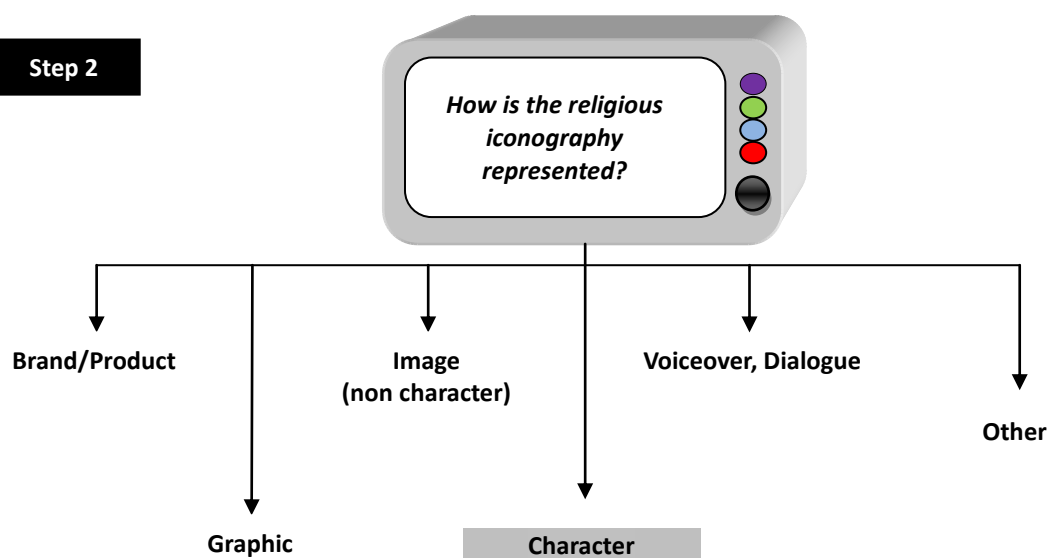 Step 2
How is the religious
iconography
represented?
Brand/Product
Image
(non character)
Voiceover, Dialogue
Other
Graphic
Character